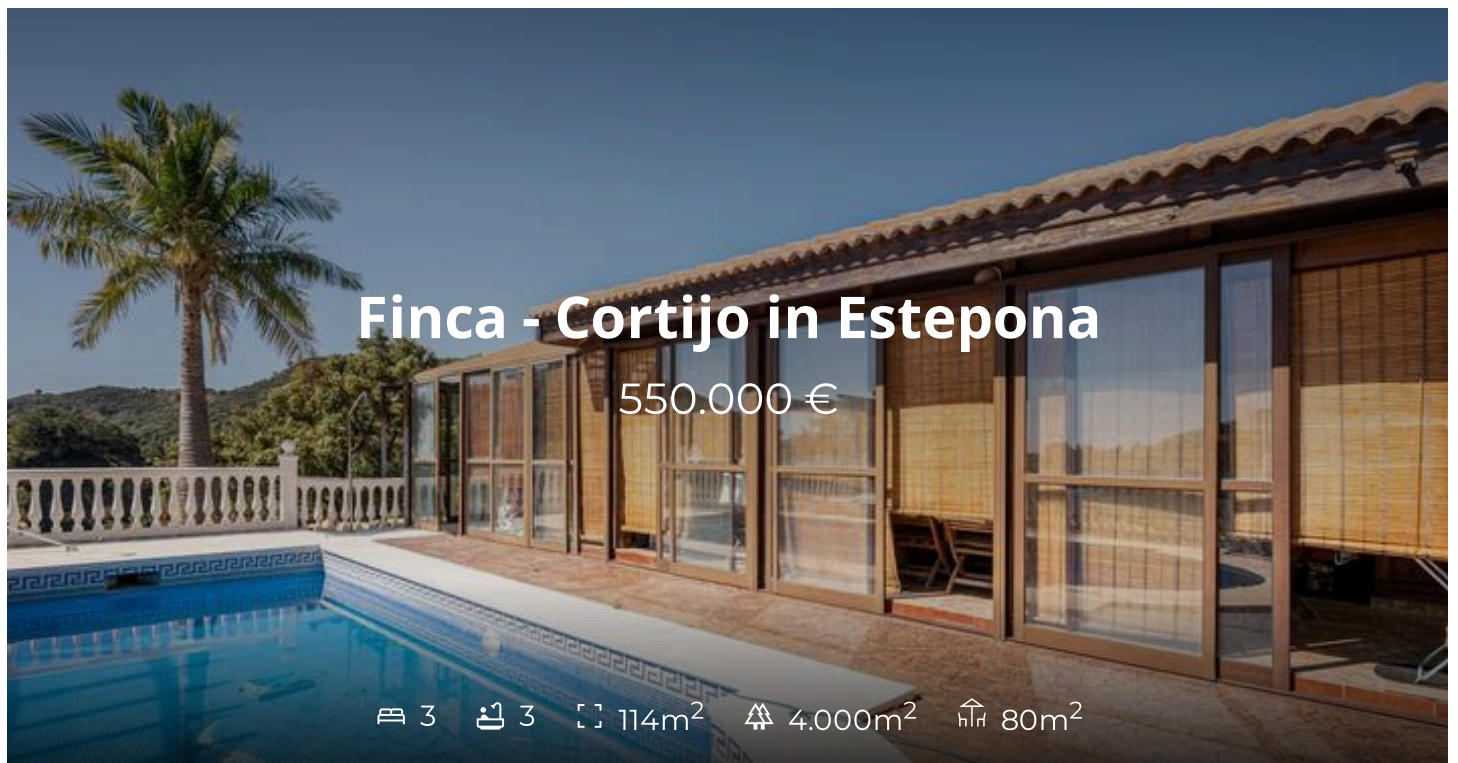 Finca - Cortijo in Estepona
550.000 €
3 3 114m² 4.000m² 80m²